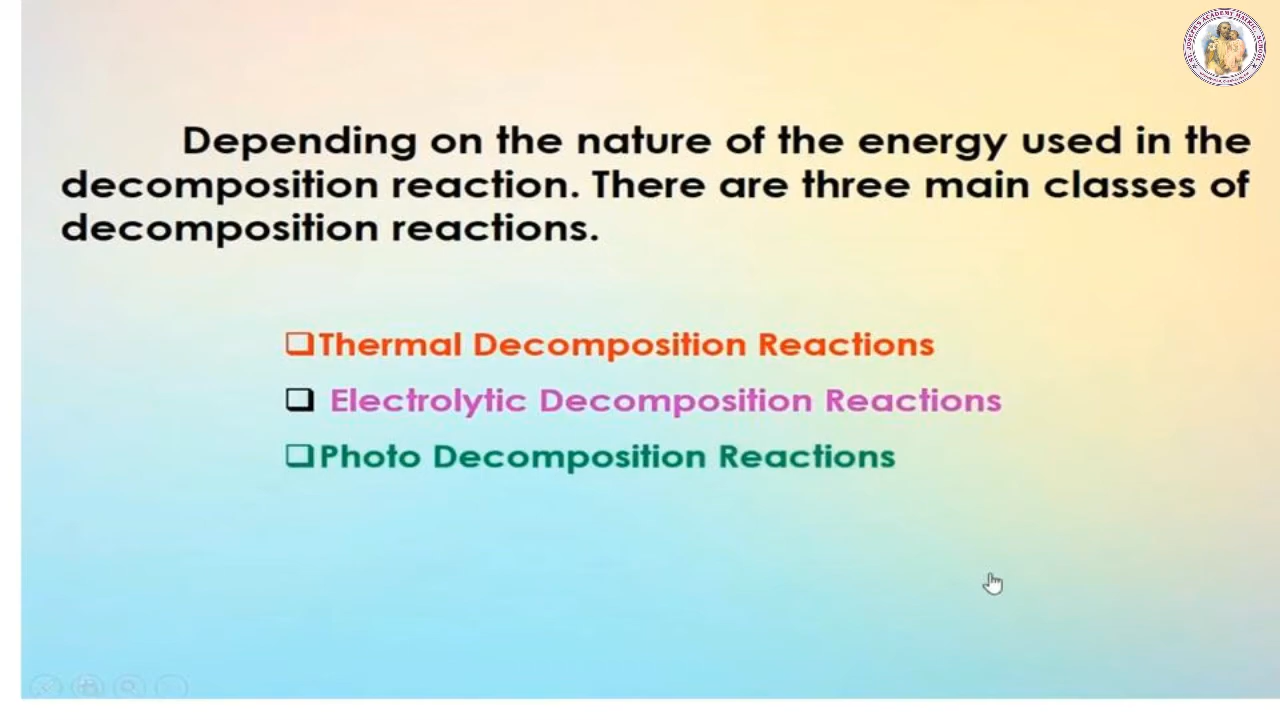 Depending on the nature of the energy used in the
decomposition reaction. There are three main classes of
decomposition reactions.
Thermal Decomposition Reactions
Electrolytic Decomposition Reactions
Photo Decomposition Reactions